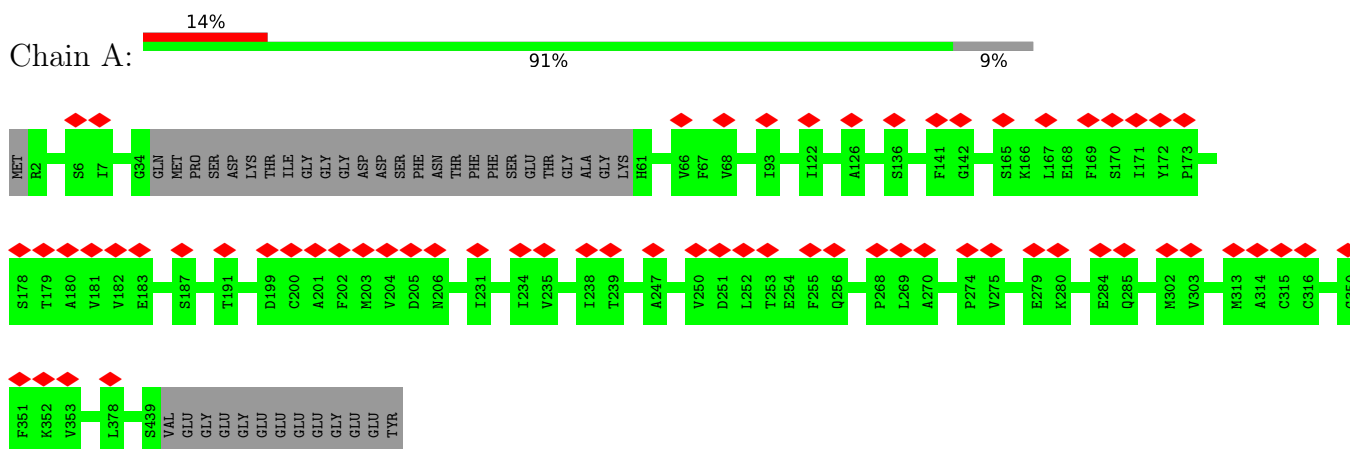 14%
Chain A:
91% 9%
MET R2 S6 I7 G34 GLN MET PRO SER ASP LYS THR ILE GLY GLY GLY ASP ASP SER PHE ASN THR PHE PHE SER GLU THR GLY ALA GLY LYS H61 V66 F67 V68 I93 I122 A126 S136 F141 G142 S165 K166 L167 E168 F169 S170 I171 Y172 P173
S178 T179 A180 V181 V182 E183 S187 T191 D199 C200 A201 F202 M203 V204 D205 N206 I231 I234 V235 I238 T239 A247 V250 D251 L252 T253 E254 F255 Q256 P268 L269 A270 P274 V275 E279 K280 E284 Q285 M302 V303 M313 A314 C315 C316
F351 K352 V353 L378 S439 VAL GLU GLY GLU GLY GLU GLU GLU GLU GLY GLU GLU TYR